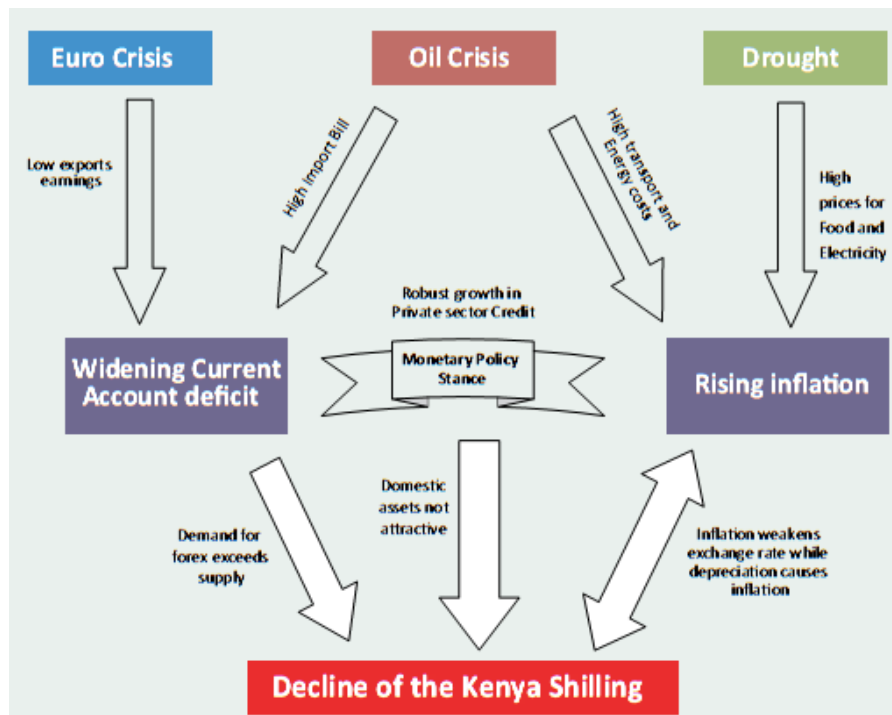 Euro Crisis
Oil Crisis
Drought
Low exports
earnings
High import Bill
High transport and
Energy costs
High
prices for
Food and
Electricity
Robust growth in
Private sector Credit
Widening Current
Account deficit
Monetary Policy
Stance
Rising inflation
Demand for
forex exceeds
supply
Domestic
assets not
attractive
Inflation weakens
exchange rate while
depreciation causes
inflation
Decline of the Kenya Shilling